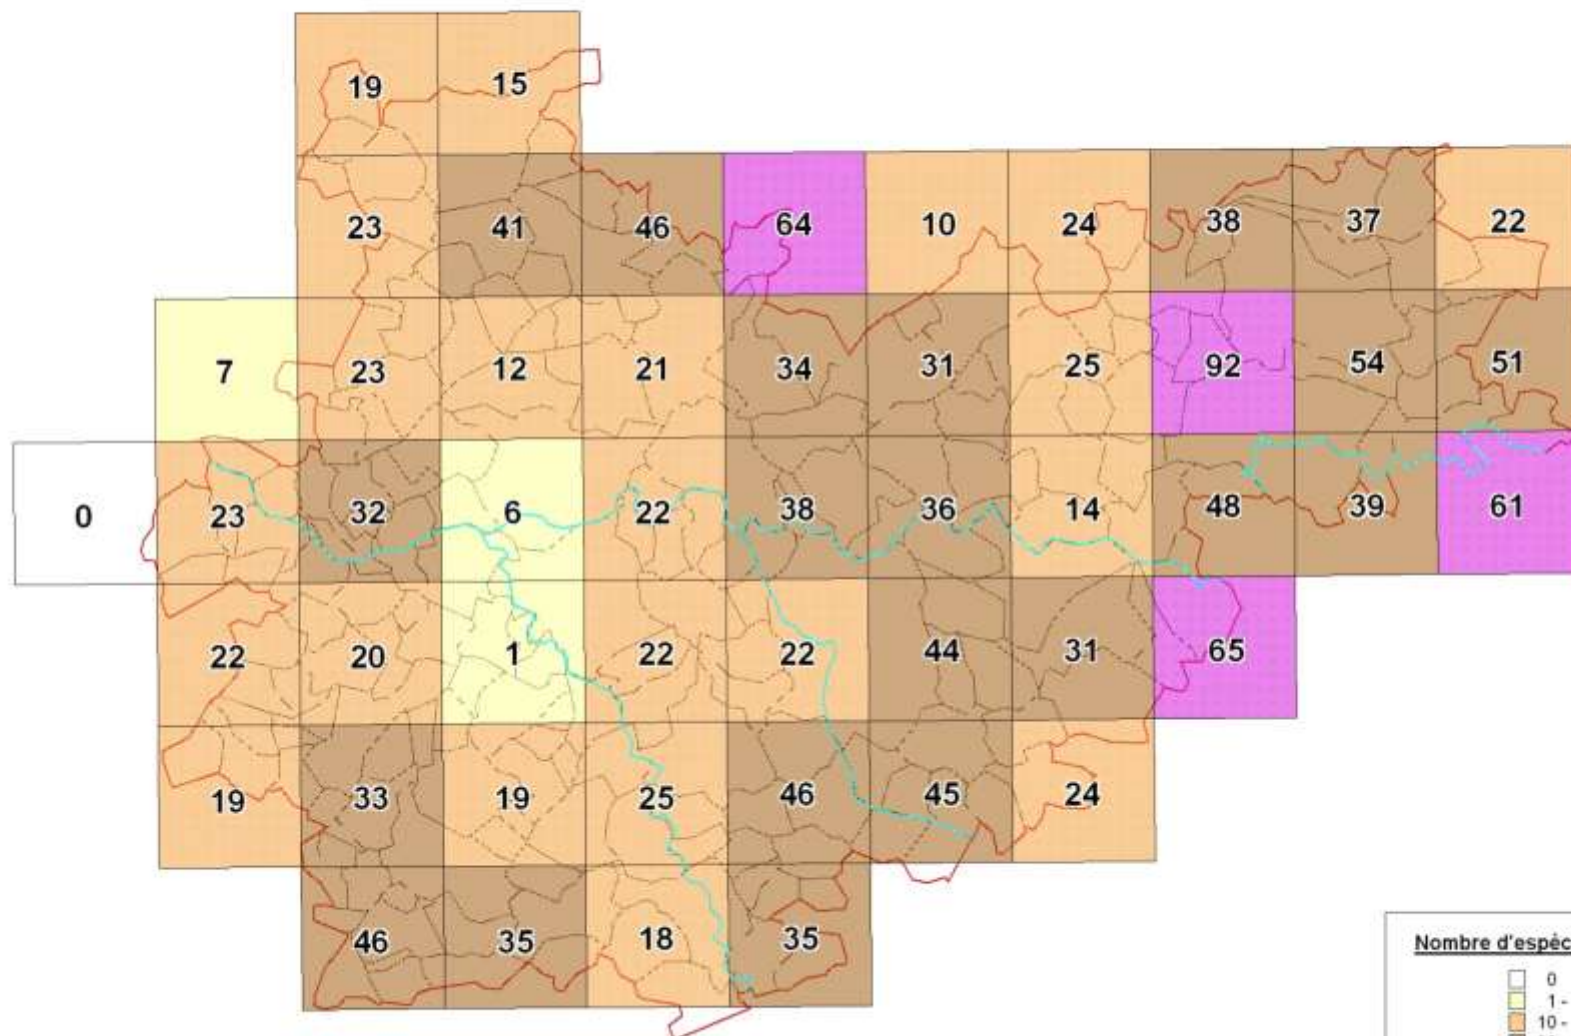 19 15
23 41 46 64 10 24 38 37 22
7 23 12 21 34 31 25 92 54 51
0 23 32 6 22 38 36 14 48 39 61
22 20 1 22 22 44 31 65
19 33 19 25 46 45 24
46 35 18 35
Nombre d'espèc
0
1 -
10 -